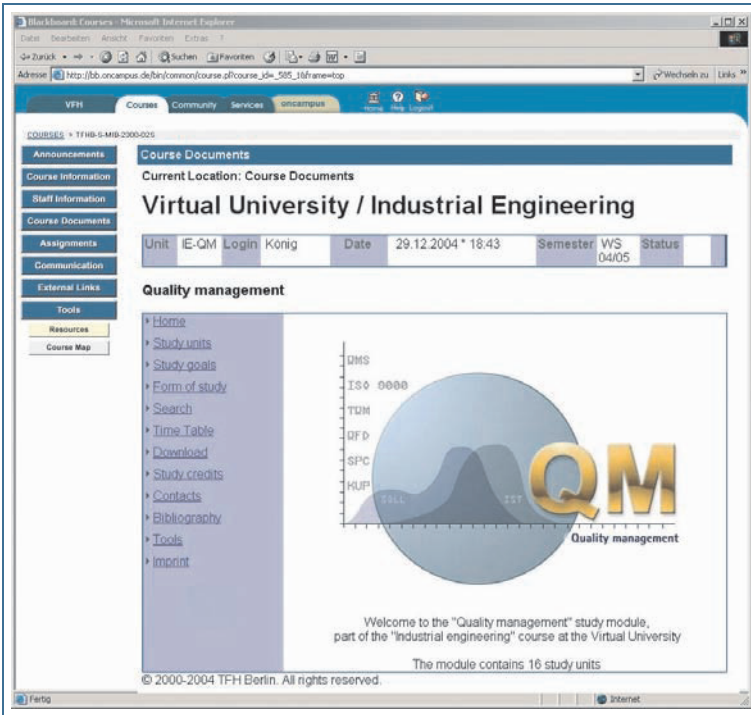 Blackboard: Courses - Microsoft Internet Explorer
Datei Bearbeiten Ansicht Favoriten Extras ?
Zurück Suchen Favoriten
Adresse http://bb.oncampus.de/bin/common/course.pl?course_id=_585_1&frame=top Wechseln zu Links »
VFH Courses Community Services oncampus Home Help Logout
COURSES > TFHB-S-MIB-2000-02S
Announcements
Course Information
Staff Information
Course Documents
Assignments
Communication
External Links
Tools
Resources
Course Map
Course Documents
Current Location: Course Documents
Virtual University / Industrial Engineering
Unit IE-QM Login König Date 29.12.2004 * 18:43 Semester WS 04/05 Status
Quality management
Home
Study units
Study goals
Form of study
Search
Time Table
Download
Study credits
Contacts
Bibliography
Tools
Imprint
QMS
ISO 9000
TQM
QFD
SPC
KUP
SOLL IST
QM
Quality management
Welcome to the "Quality management" study module,
part of the "Industrial engineering" course at the Virtual University
The module contains 16 study units
© 2000-2004 TFH Berlin. All rights reserved.
Fertig Internet